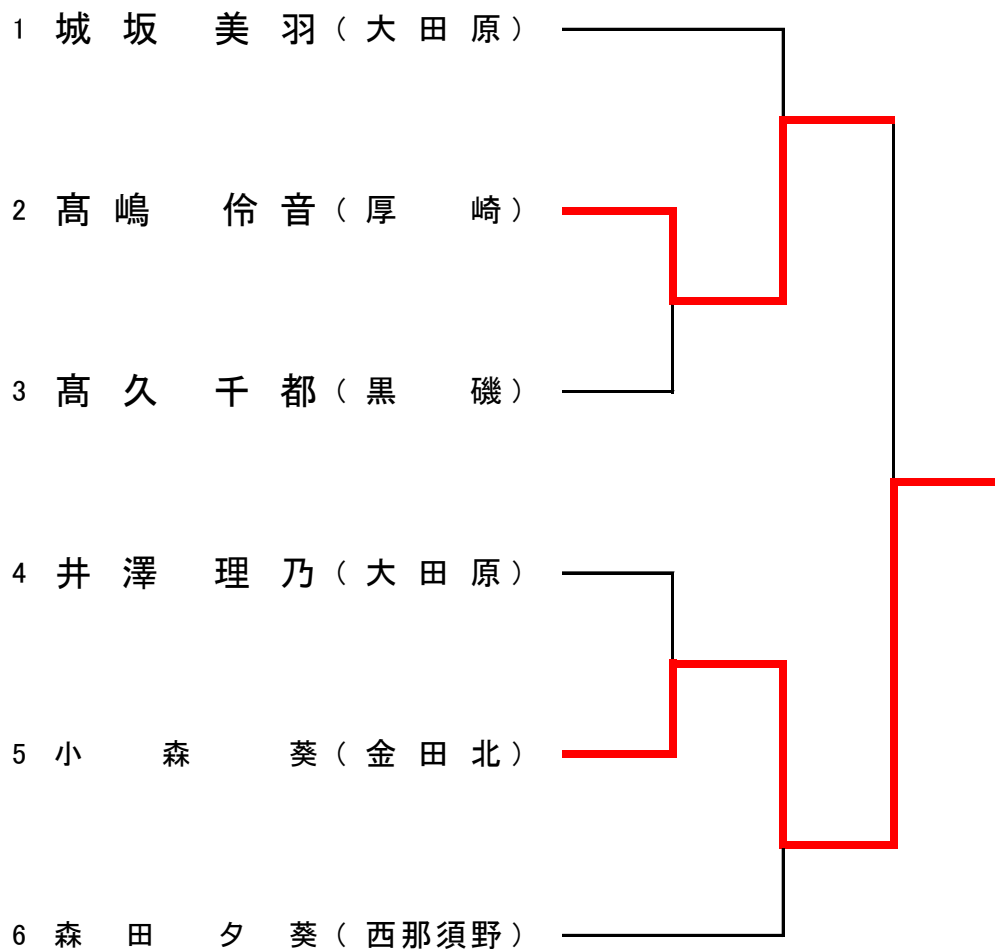 1 城坂 美羽 (大田原)
2 髙嶋 伶音 (厚崎)
3 髙久 千都 (黒磯)
4 井澤 理乃 (大田原)
5 小森 葵 (金田北)
6 森田 夕葵 (西那須野)